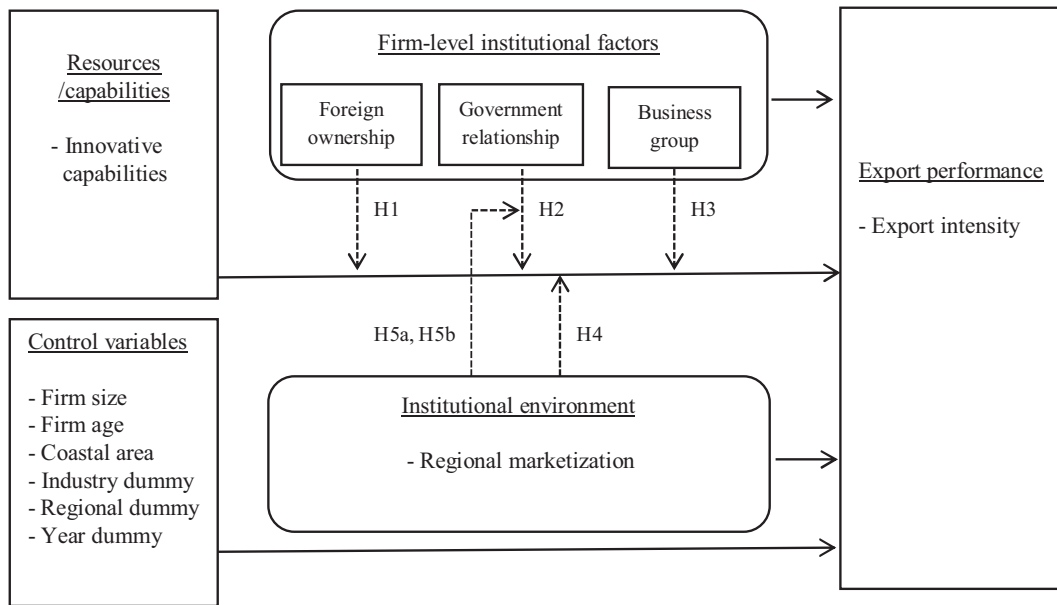 Resources
/capabilities
- Innovative
capabilities
Firm-level institutional factors
Foreign
ownership
Government
relationship
Business
group
H1
H2
H3
Export performance
- Export intensity
H5a, H5b
H4
Control variables
- Firm size
- Firm age
- Coastal area
- Industry dummy
- Regional dummy
- Year dummy
Institutional environment
- Regional marketization